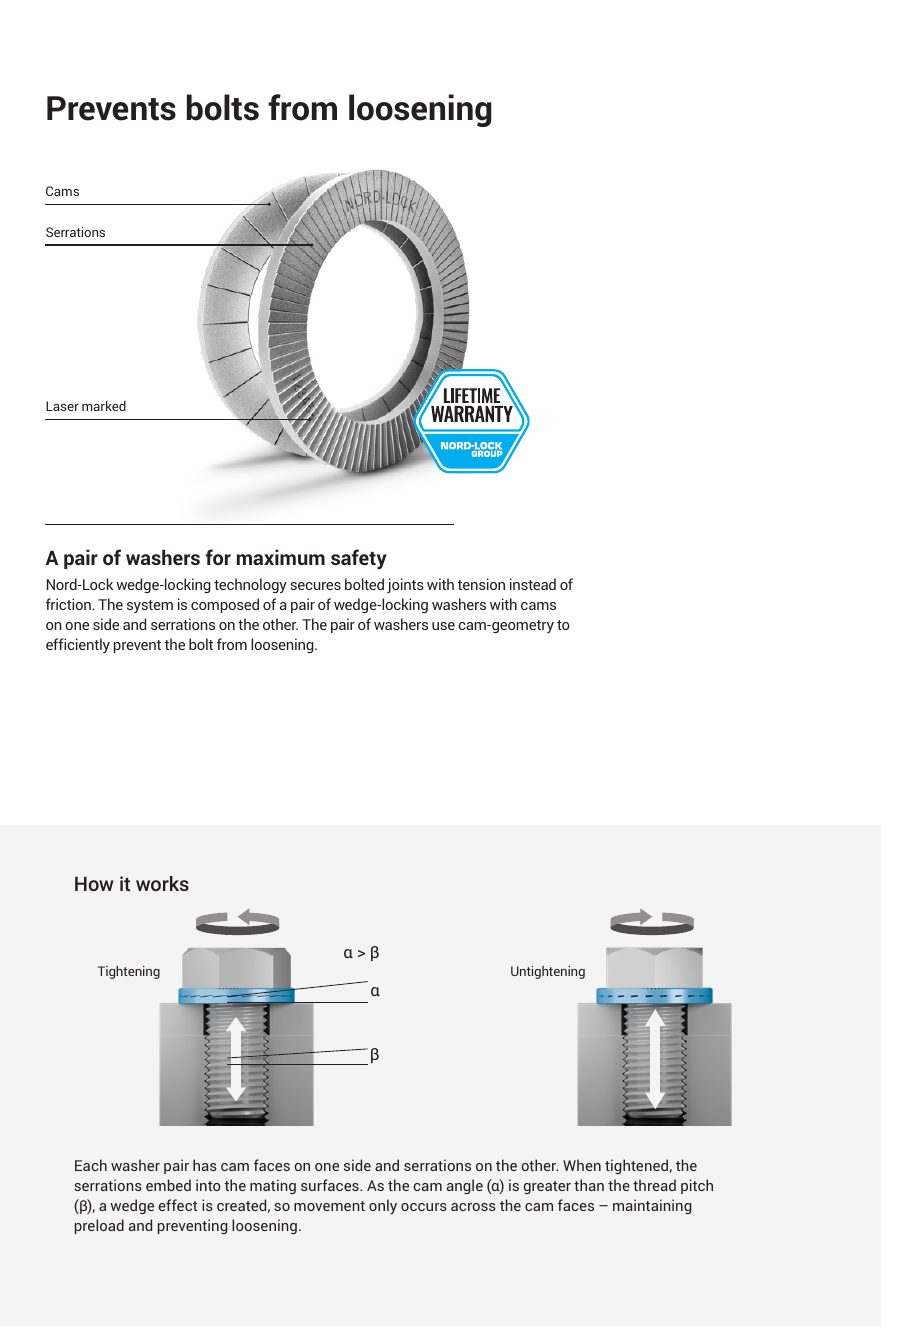 Prevents bolts from loosening
Cams
NORD-LOCK
Serrations
Laser marked
LIFETIME
WARRANTY
NORD-LOCK
GROUP
A pair of washers for maximum safety
Nord-Lock wedge-locking technology secures bolted joints with tension instead of
friction. The system is composed of a pair of wedge-locking washers with cams
on one side and serrations on the other. The pair of washers use cam-geometry to
efficiently prevent the bolt from loosening.
How it works
Tightening
α > β
α
β
Untightening
Each washer pair has cam faces on one side and serrations on the other. When tightened, the
serrations embed into the mating surfaces. As the cam angle (α) is greater than the thread pitch
(β), a wedge effect is created, so movement only occurs across the cam faces – maintaining
preload and preventing loosening.